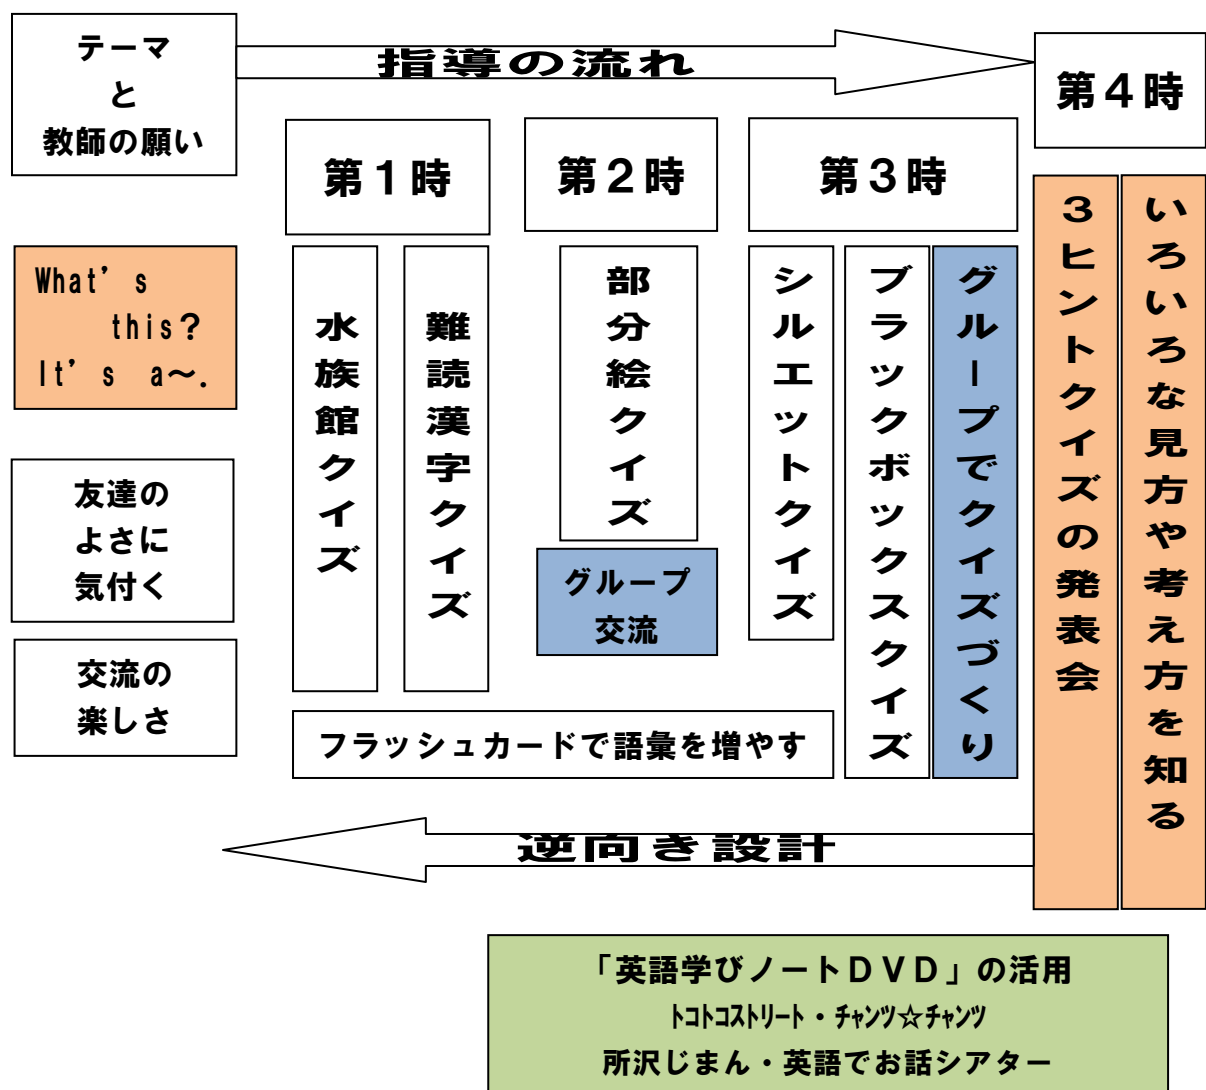 テーマ
と
教師の願い
指導の流れ
第１時
第２時
第３時
第４時
What’s
this?
It’s a～.
友達の
よさに
気付く
交流の
楽しさ
水族館クイズ
難読漢字クイズ
部分絵クイズ
グループ
交流
シルエットクイズ
ブラックボックスクイズ
グループでクイズづくり
３ヒントクイズの発表会
いろいろな見方や考え方を知る
フラッシュカードで語彙を増やす
逆向き設計
「英語学びノートＤＶＤ」の活用
ﾄｺﾄｺｽﾄﾘｰﾄ・ﾁｬﾝﾂ☆ﾁｬﾝﾂ
所沢じまん・英語でお話シアター